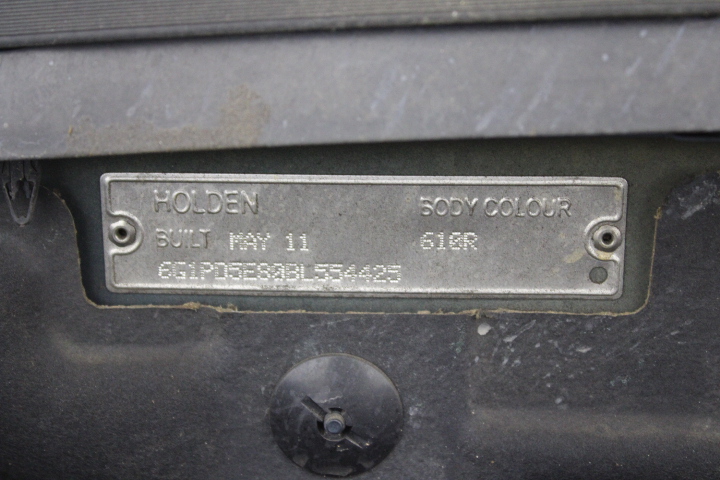 HOLDEN BODY COLOUR
BUILT MAY 11 610R
6G1PD5E80BL554425